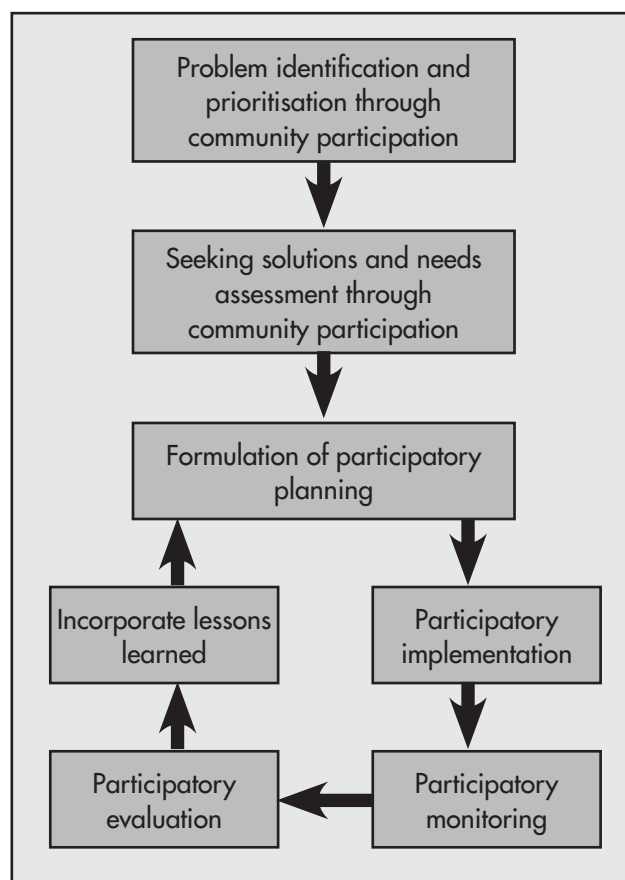 Problem identification and
prioritisation through
community participation
Seeking solutions and needs
assessment through
community participation
Formulation of participatory
planning
Incorporate lessons
learned
Participatory
implementation
Participatory
evaluation
Participatory
monitoring